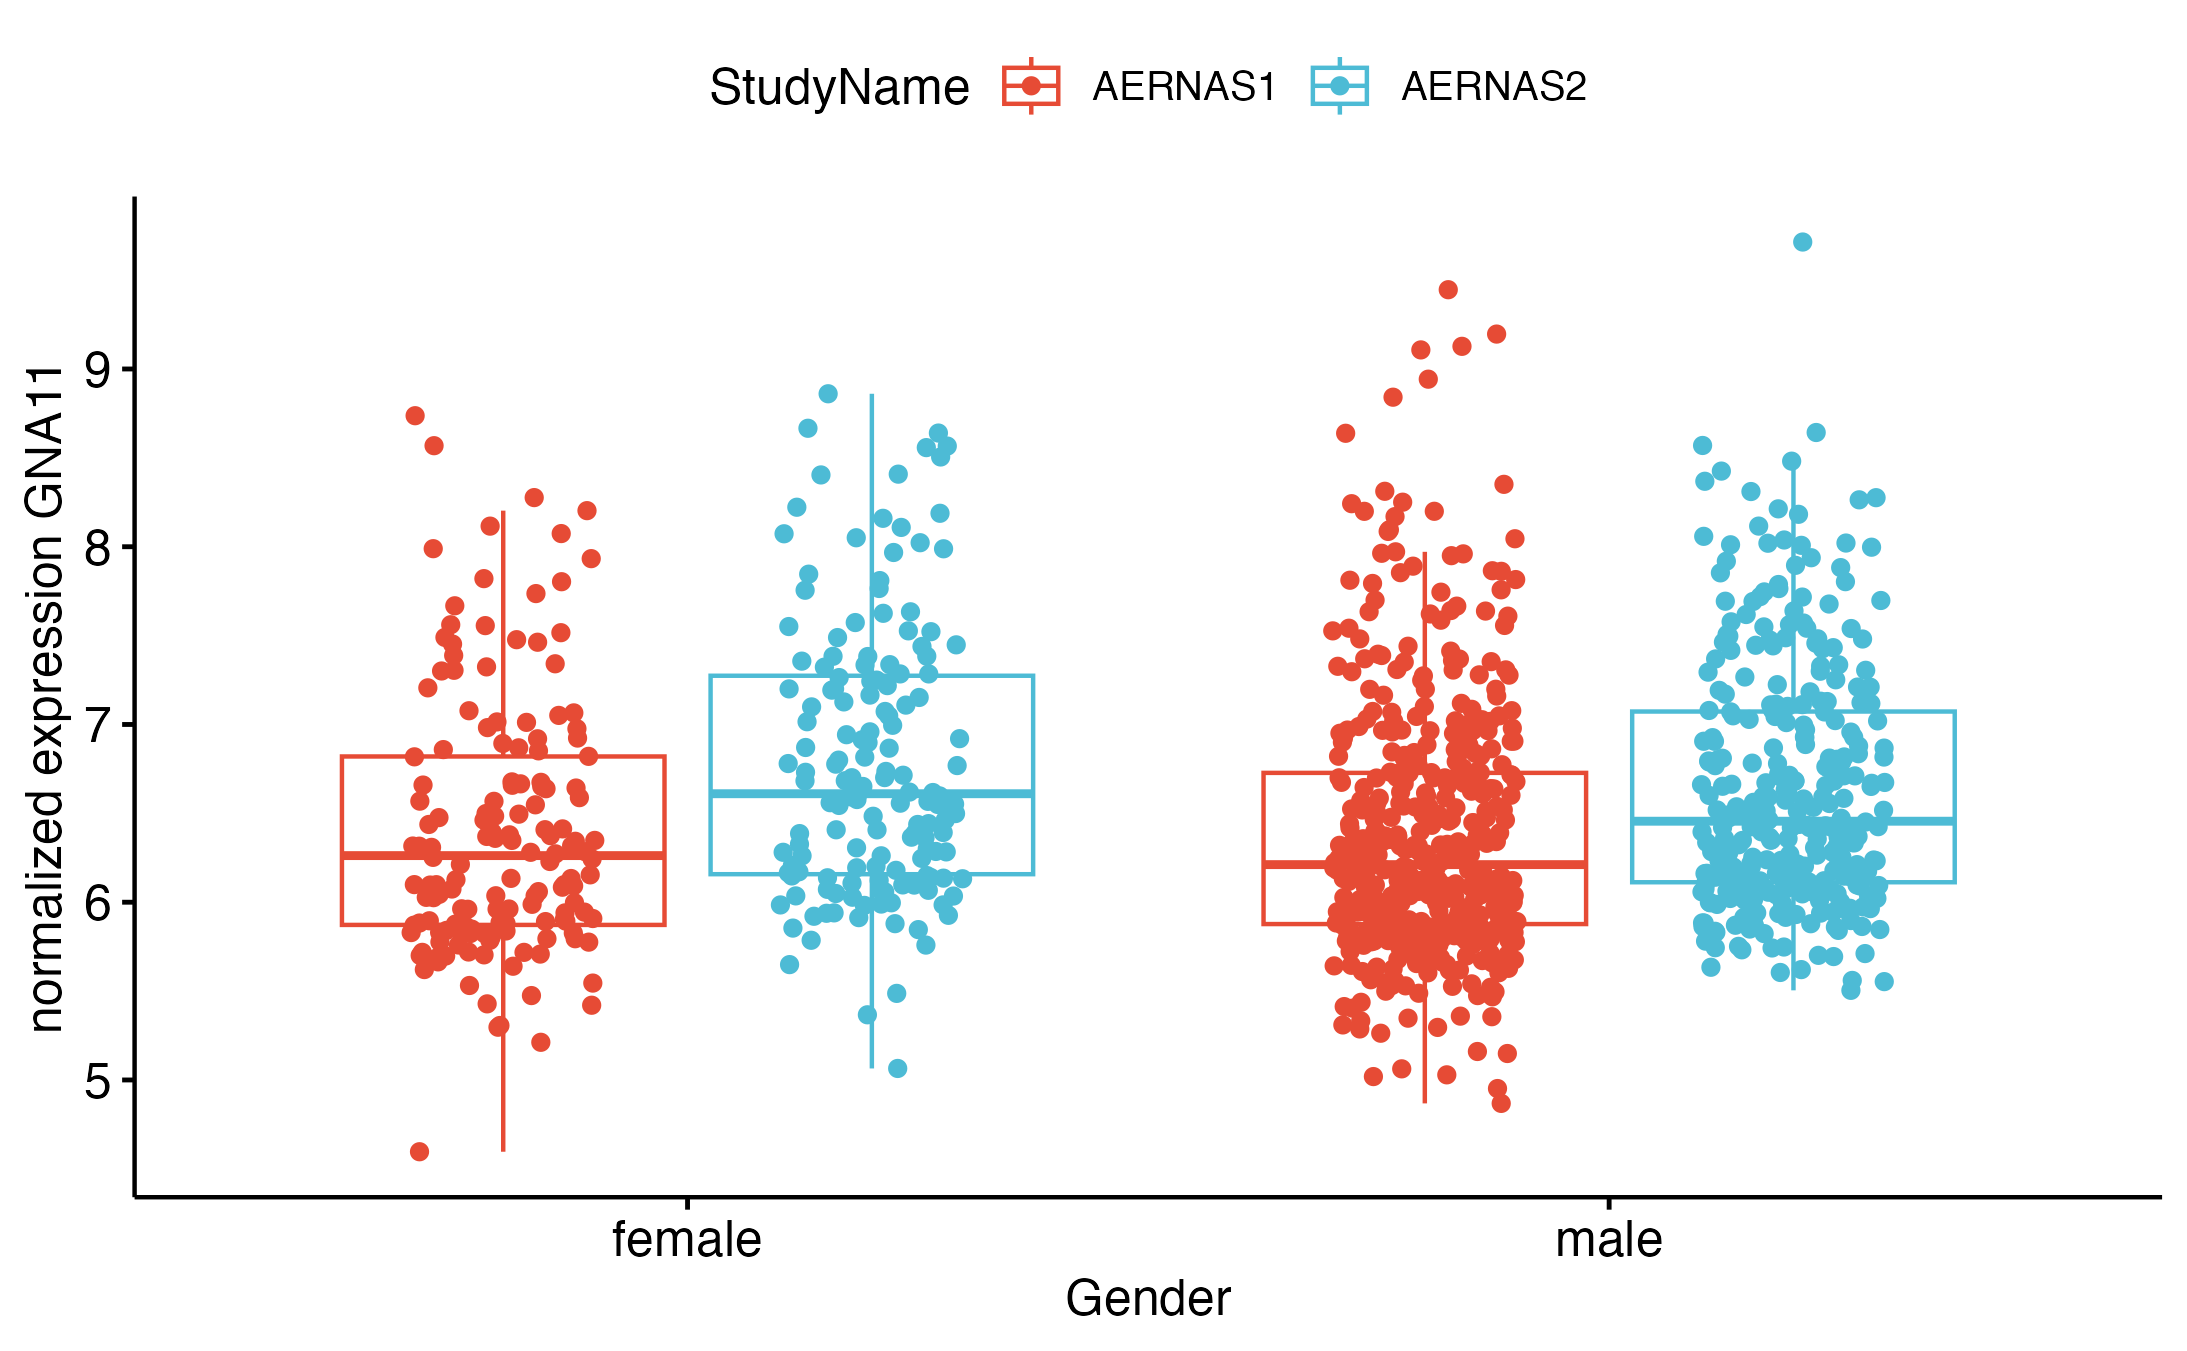 StudyName AERNAS1 AERNAS2
normalized expression GNA11
9
8
7
6
5
female male
Gender